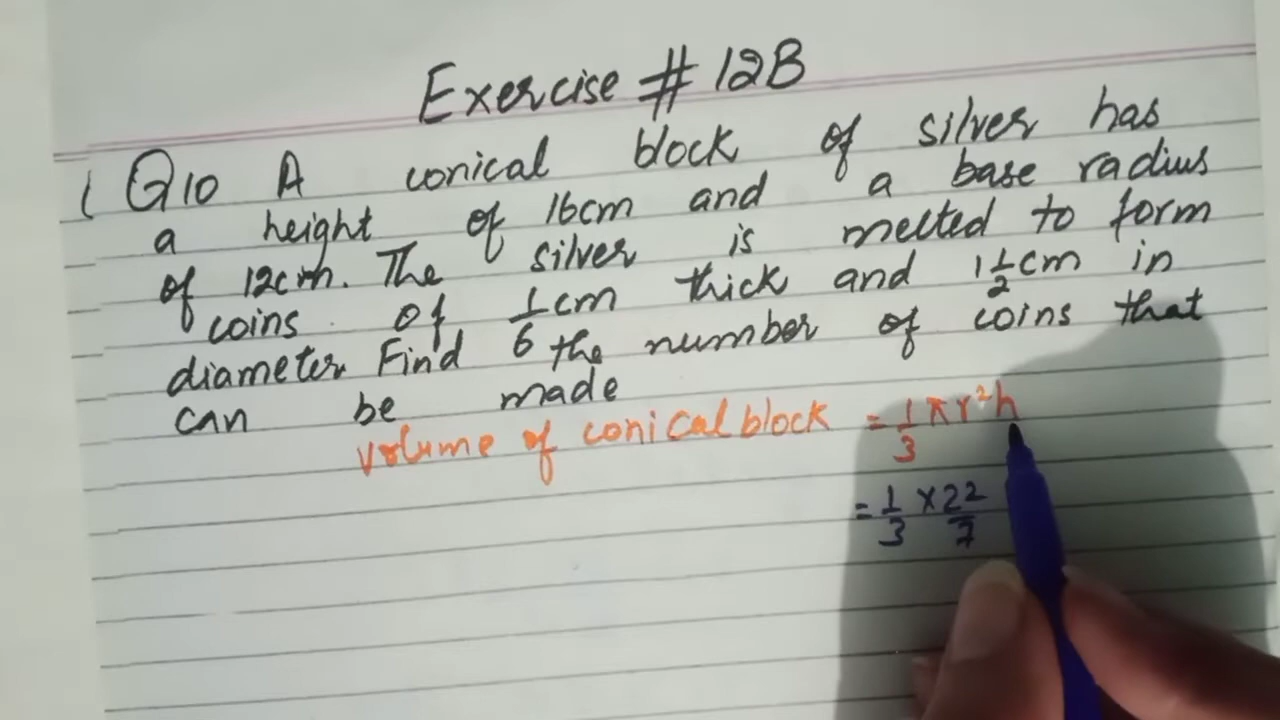 Exercise # 12B
( Q10 A conical block of silver has
a height of 16cm and a base radius
of 12cm. The silver is melted to form
coins of 1/6 cm thick and 1 1/2 cm in
diameter. Find the number of coins that
can be made
volume of conical block = 1/3 πr²h
= 1/3 × 22/7